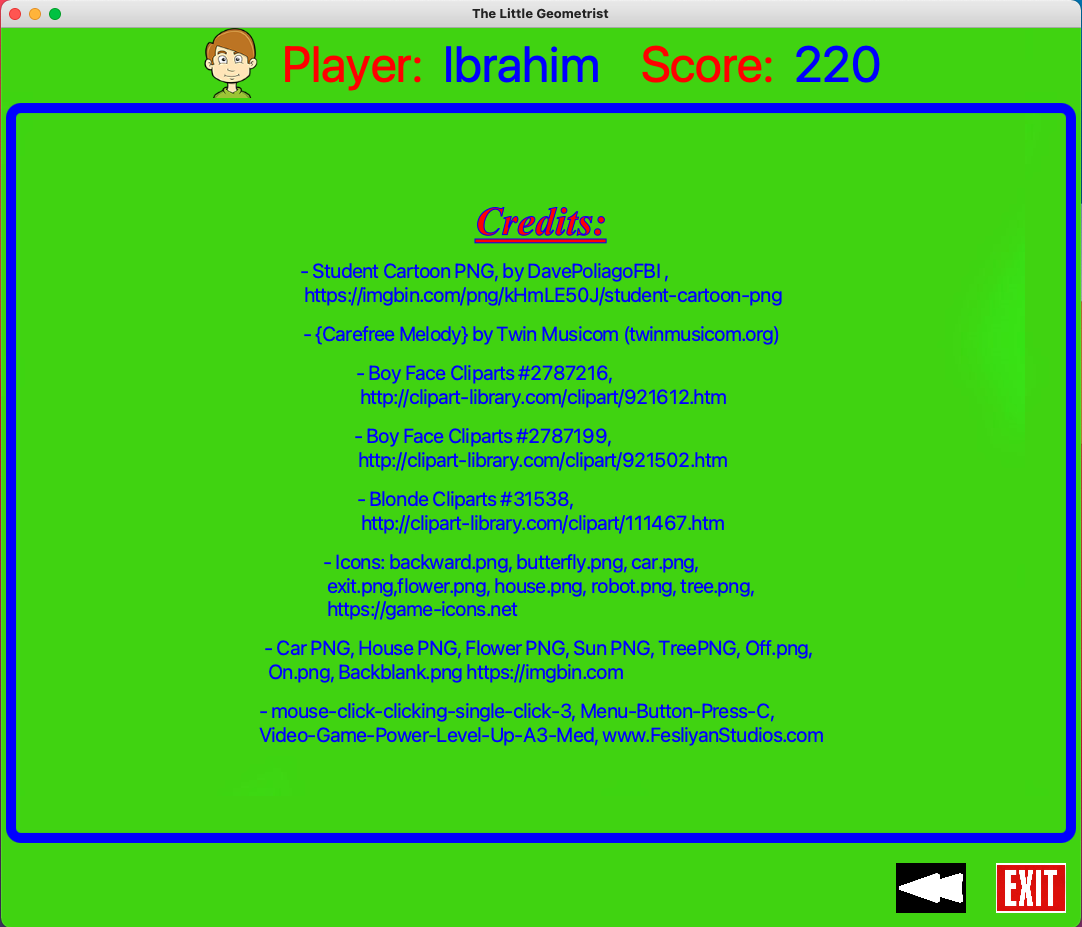 The Little Geometrist
Player: Ibrahim Score: 220
Credits:
- Student Cartoon PNG, by DavePoliagoFBI ,
https://imgbin.com/png/kHmLE50J/student-cartoon-png
- {Carefree Melody} by Twin Musicom (twinmusicom.org)
- Boy Face Cliparts #2787216,
http://clipart-library.com/clipart/921612.htm
- Boy Face Cliparts #2787199,
http://clipart-library.com/clipart/921502.htm
- Blonde Cliparts #31538,
http://clipart-library.com/clipart/111467.htm
- Icons: backward.png, butterfly.png, car.png,
exit.png,flower.png, house.png, robot.png, tree.png,
https://game-icons.net
- Car PNG, House PNG, Flower PNG, Sun PNG, TreePNG, Off.png,
On.png, Backblank.png https://imgbin.com
- mouse-click-clicking-single-click-3, Menu-Button-Press-C,
Video-Game-Power-Level-Up-A3-Med, www.FesliyanStudios.com
EXIT